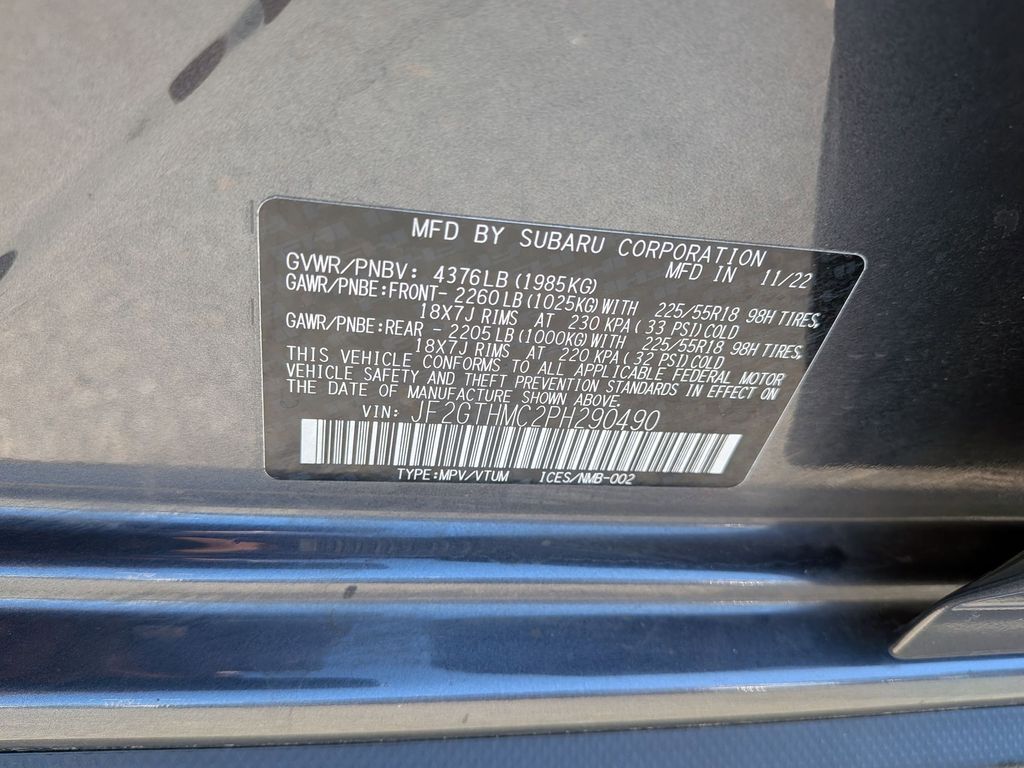 MFD BY SUBARU CORPORATION
MFD IN 11/22
GVWR/PNBV: 4376LB (1985KG)
GAWR/PNBE:FRONT- 2260LB (1025KG) WITH 225/55R18 98H TIRES,
18X7J RIMS AT 230 KPA ( 33 PSI) COLD
GAWR/PNBE:REAR - 2205LB (1000KG) WITH 225/55R18 98H TIRES,
18X7J RIMS AT 220 KPA ( 32 PSI) COLD
THIS VEHICLE CONFORMS TO ALL APPLICABLE FEDERAL MOTOR
VEHICLE SAFETY AND THEFT PREVENTION STANDARDS IN EFFECT ON
THE DATE OF MANUFACTURE SHOWN ABOVE.
VIN: JF2GTHMC2PH290490
TYPE:MPV/VTUM ICES/NMB-002